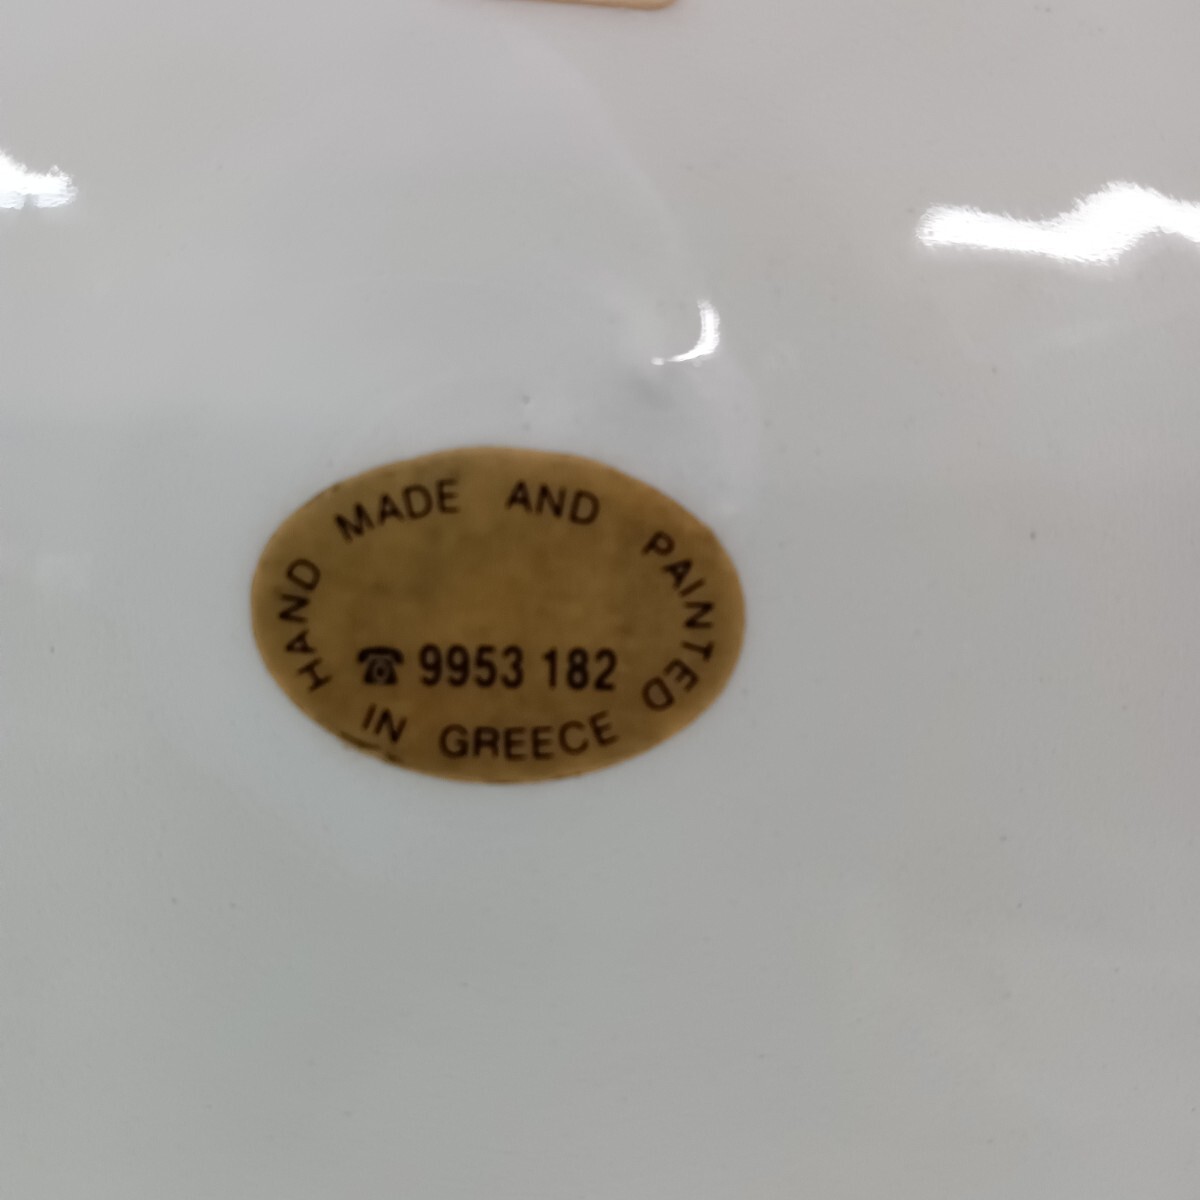 HAND MADE AND PAINTED
☎ 9953 182
IN GREECE